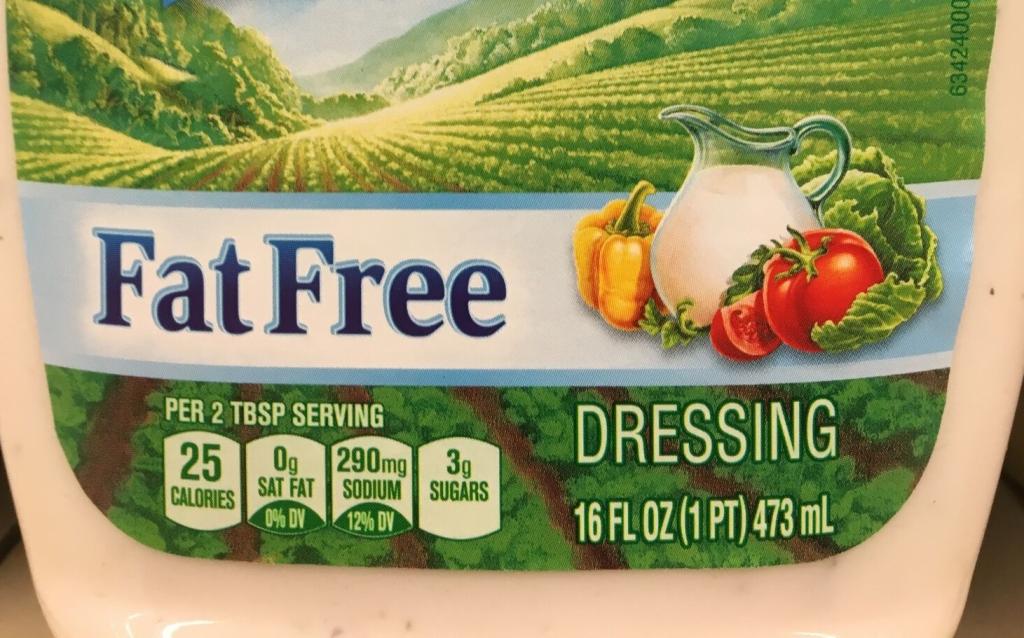 63424000
Fat Free
PER 2 TBSP SERVING
25
CALORIES
0g
SAT FAT
0% DV
290mg
SODIUM
12% DV
3g
SUGARS
DRESSING
16 FL OZ (1 PT) 473 mL